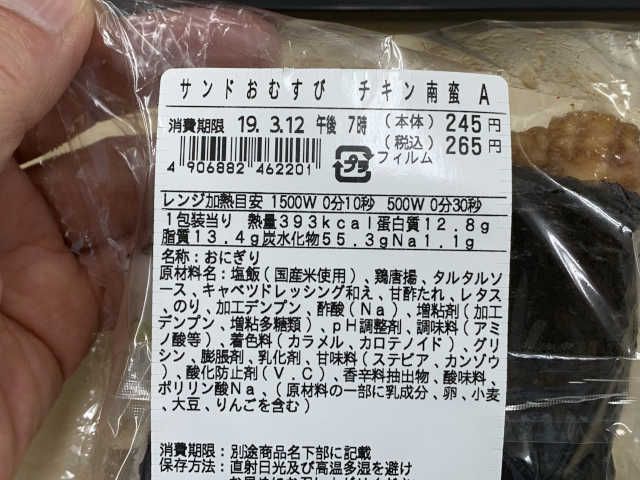 サンドおむすび チキン南蛮 A
消費期限 19. 3.12 午後 7時 (本体) 245円
(税込) 265円
4 906882 462201
プラ フィルム
レンジ加熱目安 1500W 0分10秒 500W 0分30秒
1包装当り 熱量393kcal蛋白質12.8g
脂質13.4g炭水化物55.3gNa1.1g
名称:おにぎり
原材料名:塩飯(国産米使用)、鶏唐揚、タルタルソ
ース、キャベツドレッシング和え、甘酢たれ、レタス
、のり、加工デンプン、酢酸(Na)、増粘剤(加工
デンプン、増粘多糖類)、pH調整剤、調味料(アミ
ノ酸等)、着色料(カラメル、カロテノイド)、グリ
シン、膨脹剤、乳化剤、甘味料(ステビア、カンゾウ
)、酸化防止剤(V.C)、香辛料抽出物、酸味料、
ポリリン酸Na、(原材料の一部に乳成分、卵、小麦
、大豆、りんごを含む)
消費期限:別途商品名下部に記載
保存方法:直射日光及び高温多湿を避け